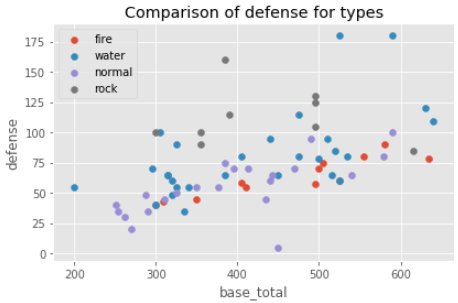 Comparison of defense for types
fire
water
normal
rock
175
150
125
100
75
50
25
0
defense
200
300
400
500
600
base_total